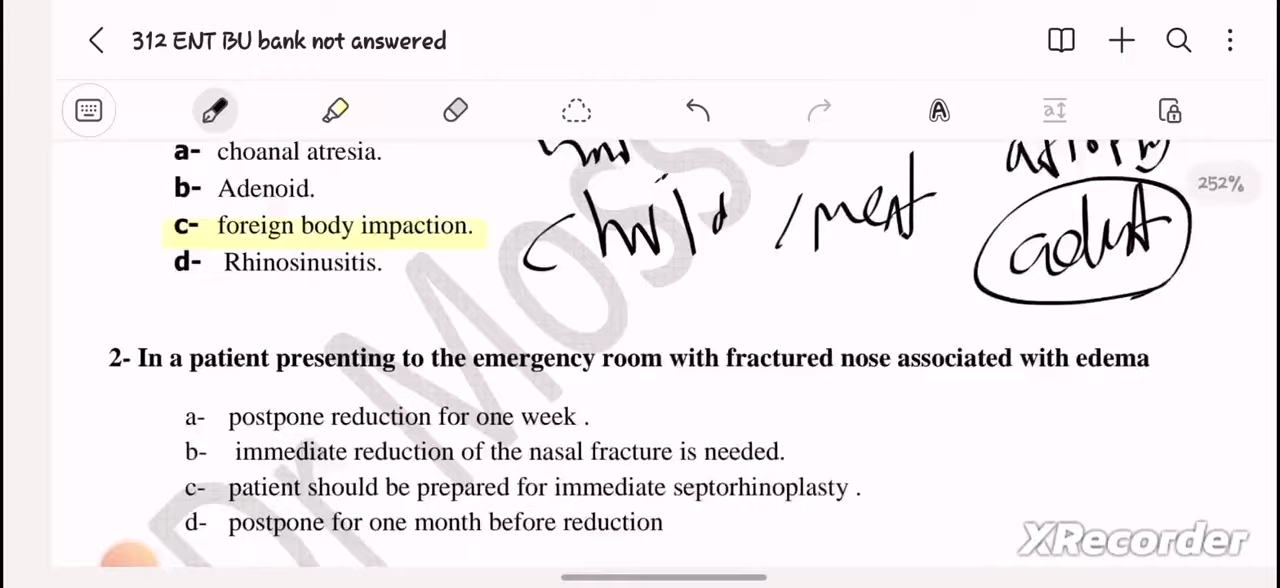 312 ENT BU bank not answered
a- choanal atresia.
252%
b- Adenoid.
child / ment
adult
c- foreign body impaction.
d- Rhinosinusitis.
2- In a patient presenting to the emergency room with fractured nose associated with edema
a- postpone reduction for one week .
b- immediate reduction of the nasal fracture is needed.
c- patient should be prepared for immediate septorhinoplasty .
d- postpone for one month before reduction
XRecorder
Dr Moss